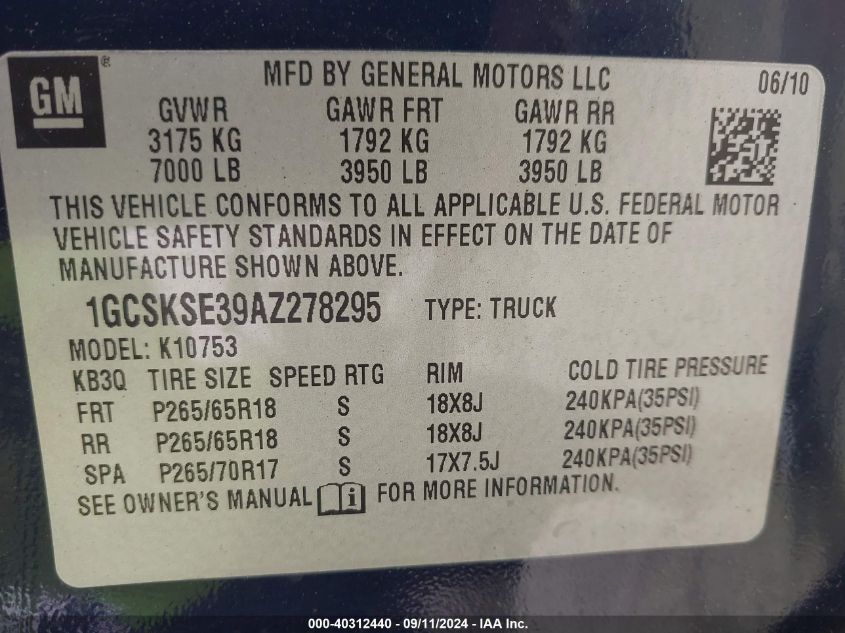 GM ® MFD BY GENERAL MOTORS LLC 06/10
GVWR GAWR FRT GAWR RR
3175 KG 1792 KG 1792 KG
7000 LB 3950 LB 3950 LB
THIS VEHICLE CONFORMS TO ALL APPLICABLE U.S. FEDERAL MOTOR
VEHICLE SAFETY STANDARDS IN EFFECT ON THE DATE OF
MANUFACTURE SHOWN ABOVE.
1GCSKSE39AZ278295 TYPE: TRUCK
MODEL: K10753
KB3Q TIRE SIZE SPEED RTG RIM COLD TIRE PRESSURE
FRT P265/65R18 S 18X8J 240KPA(35PSI)
RR P265/65R18 S 18X8J 240KPA(35PSI)
SPA P265/70R17 S 17X7.5J 240KPA(35PSI)
SEE OWNER'S MANUAL i FOR MORE INFORMATION.
000-40312440 - 09/11/2024 - IAA Inc.